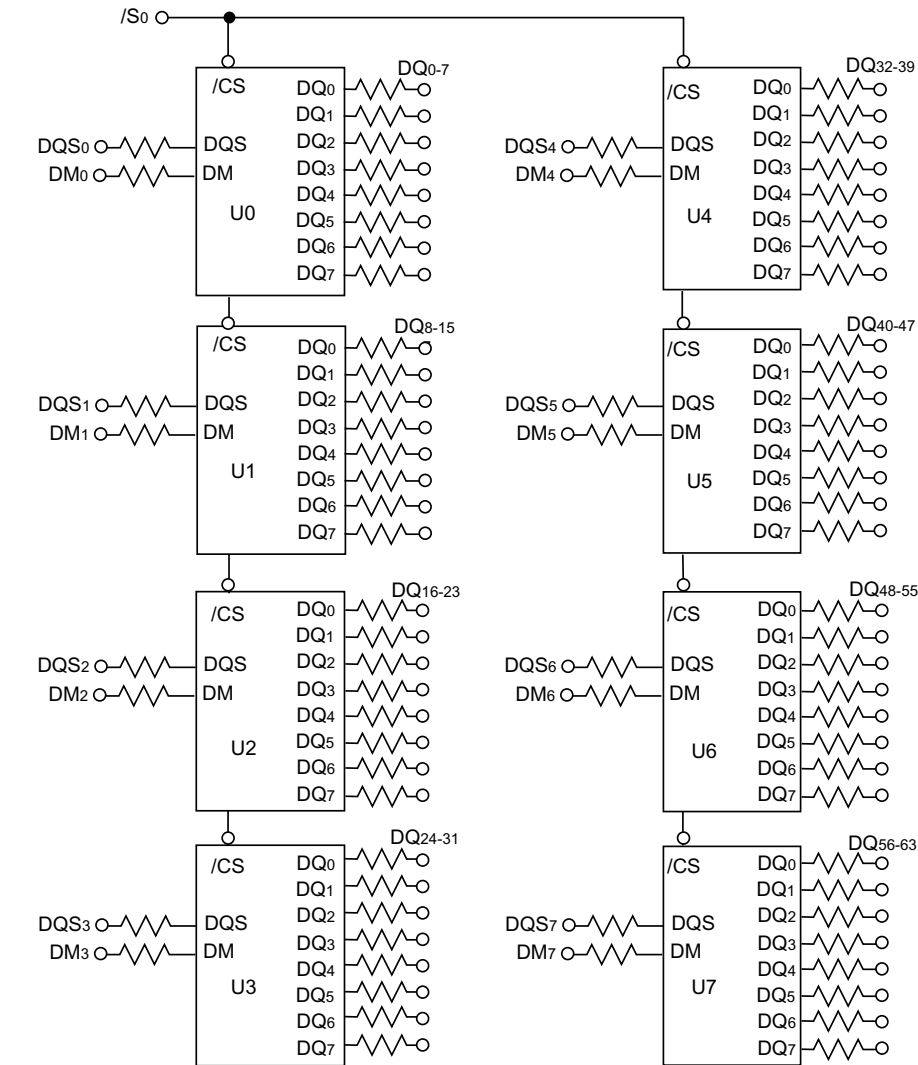 /S0
DQ0-7
/CS
DQ0
DQ1
DQS0
DQS
DQ2
DM0
DM
DQ3
DQ4
U0
DQ5
DQ6
DQ7
DQ8-15
/CS
DQ0
DQ1
DQS1
DQS
DQ2
DM1
DM
DQ3
DQ4
U1
DQ5
DQ6
DQ7
DQ16-23
/CS
DQ0
DQ1
DQS2
DQS
DQ2
DM2
DM
DQ3
DQ4
U2
DQ5
DQ6
DQ7
DQ24-31
/CS
DQ0
DQ1
DQS3
DQS
DQ2
DM3
DM
DQ3
DQ4
U3
DQ5
DQ6
DQ7
DQ32-39
/CS
DQ0
DQ1
DQS4
DQS
DQ2
DM4
DM
DQ3
DQ4
U4
DQ5
DQ6
DQ7
DQ40-47
/CS
DQ0
DQ1
DQS5
DQS
DQ2
DM5
DM
DQ3
DQ4
U5
DQ5
DQ6
DQ7
DQ48-55
/CS
DQ0
DQ1
DQS6
DQS
DQ2
DM6
DM
DQ3
DQ4
U6
DQ5
DQ6
DQ7
DQ56-63
/CS
DQ0
DQ1
DQS7
DQS
DQ2
DM7
DM
DQ3
DQ4
U7
DQ5
DQ6
DQ7